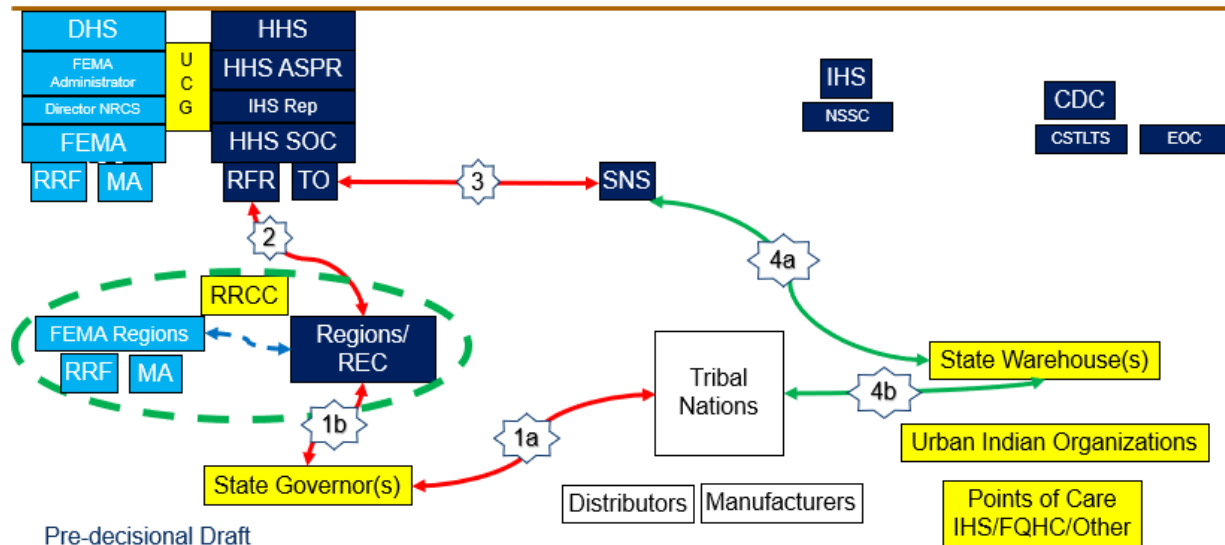 DHS
HHS
FEMA
Administrator
U
C
G
HHS ASPR
Director NRCS
IHS Rep
FEMA
HHS SOC
RRF
MA
RFR
TO
3
SNS
IHS
NSSC
CDC
CSTLTS
EOC
2
4a
RRCC
FEMA Regions
RRF
MA
Regions/
REC
Tribal
Nations
State Warehouse(s)
4b
1b
1a
Urban Indian Organizations
State Governor(s)
Distributors
Manufacturers
Points of Care
IHS/FQHC/Other
Pre-decisional Draft